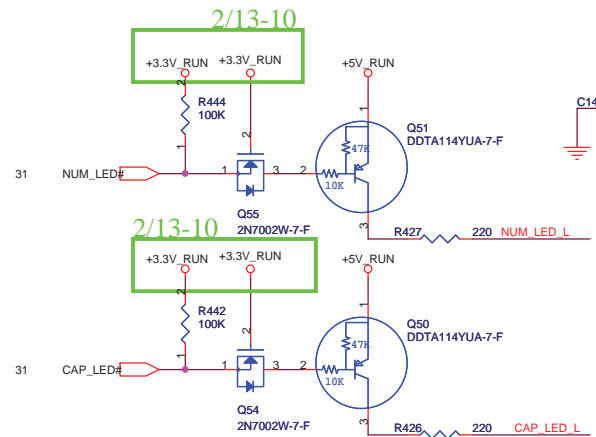 2/13-10
+3.3V_RUN +3.3V_RUN +5V_RUN
2
R444
100K
1
2
1
Q51
DDTA114YUA-7-F
47K
10K
C14
31 NUM_LED#
1 3 2
Q55
2N7002W-7-F
3
R427 220 NUM_LED_L
2/13-10
+3.3V_RUN +3.3V_RUN +5V_RUN
2
R442
100K
1
2
1
Q50
DDTA114YUA-7-F
47K
10K
31 CAP_LED#
1 3 2
Q54
2N7002W-7-F
3
R426 220 CAP_LED_L